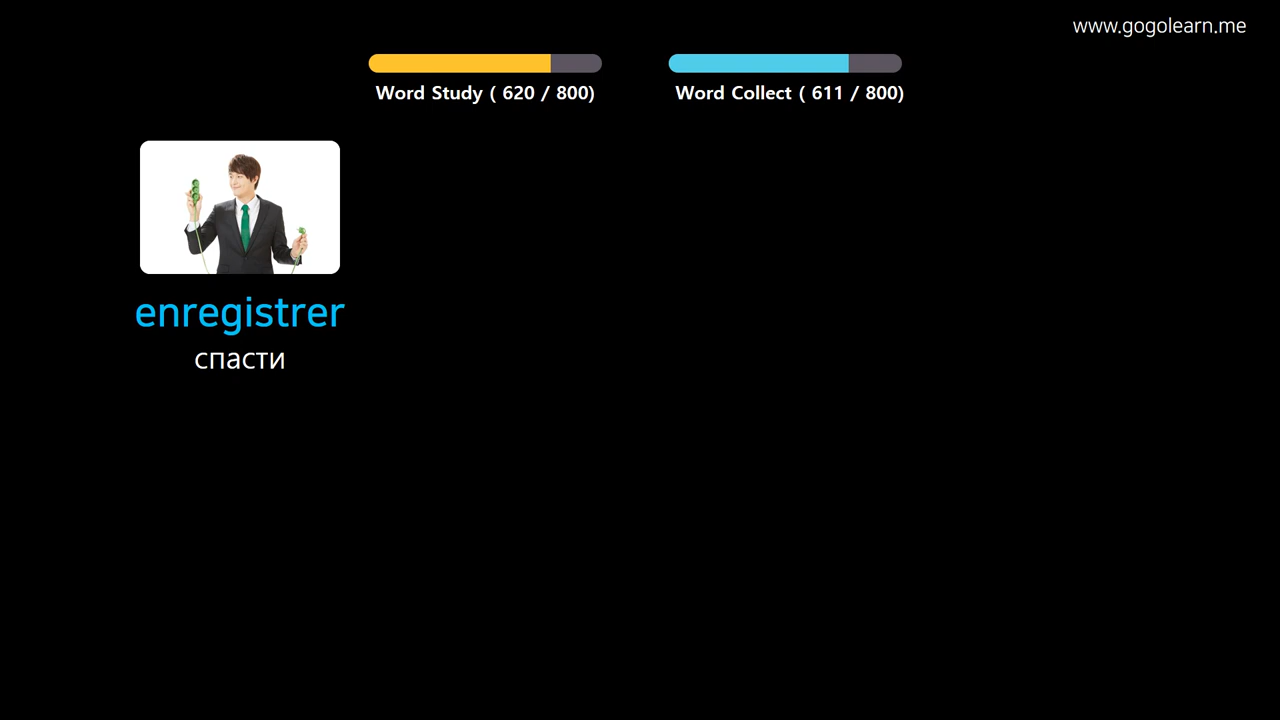 www.gogolearn.me
Word Study ( 620 / 800)
Word Collect ( 611 / 800)
enregistrer
спасти